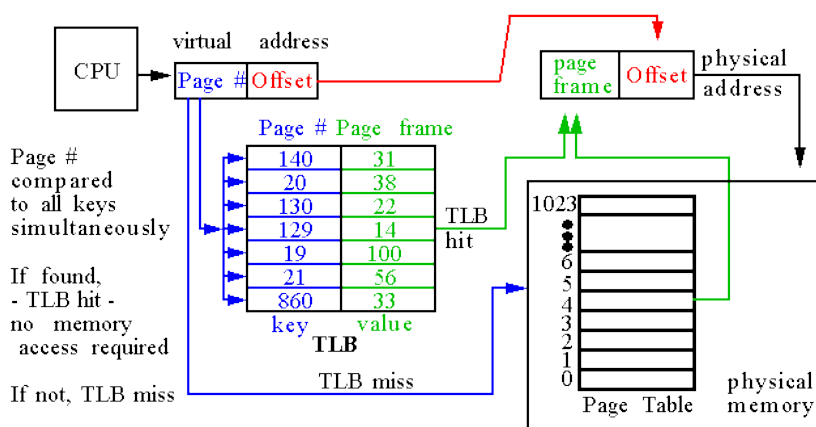 virtual address
CPU
Page # Offset
page
frame
Offset
physical
address
Page # Page frame
Page #
compared
to all keys
simultaneously
140 31
20 38
130 22
129 14
19 100
21 56
860 33
key value
TLB
TLB
hit
If found,
- TLB hit -
no memory
access required
If not, TLB miss
TLB miss
1023
6
5
4
3
2
1
0
Page Table
physical
memory